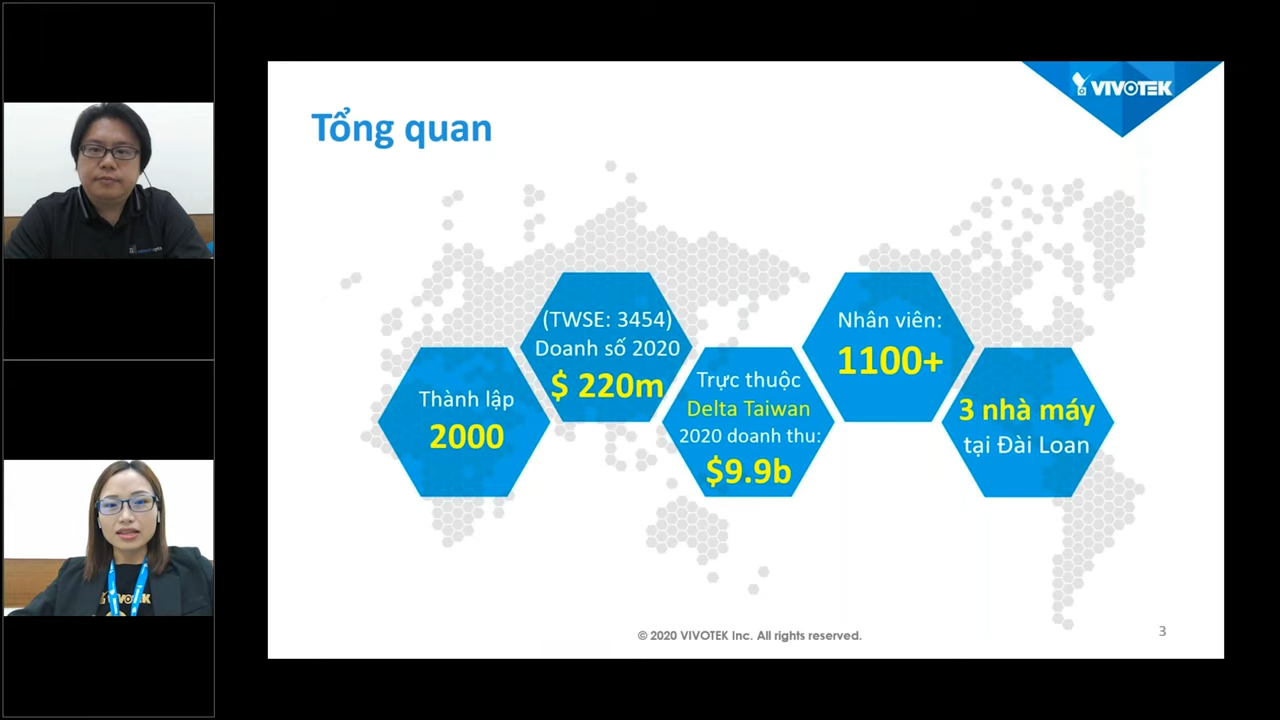 VIVOTEK
Tổng quan
Thành lập
2000
(TWSE: 3454)
Doanh số 2020
$ 220m
Trực thuộc
Delta Taiwan
2020 doanh thu:
$9.9b
Nhân viên:
1100+
3 nhà máy
tại Đài Loan
© 2020 VIVOTEK Inc. All rights reserved.
3